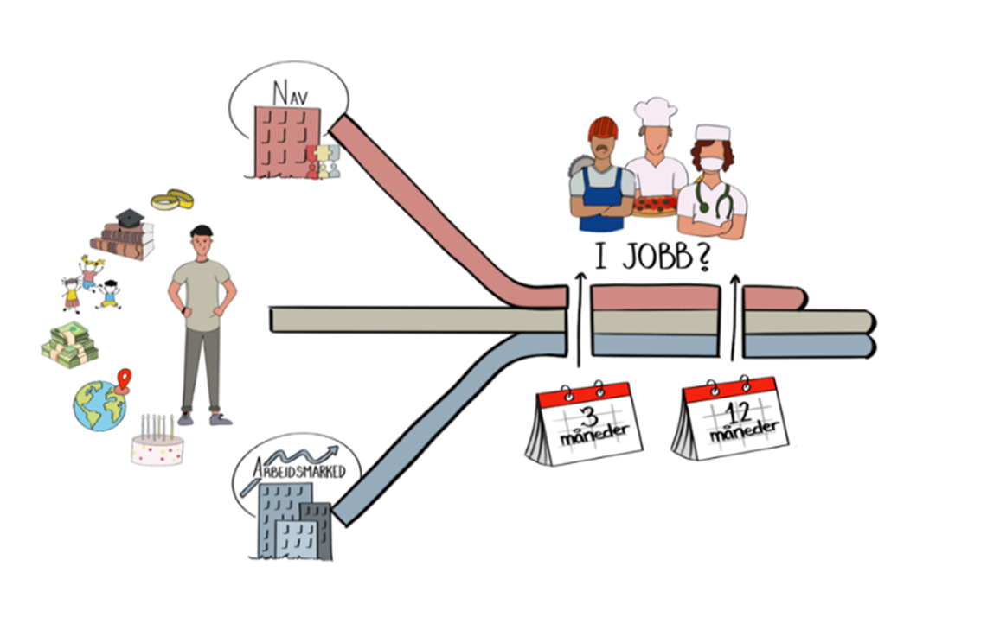 NAV
I JOBB?
3
måneder
12
måneder
ARBEIDSMARKED